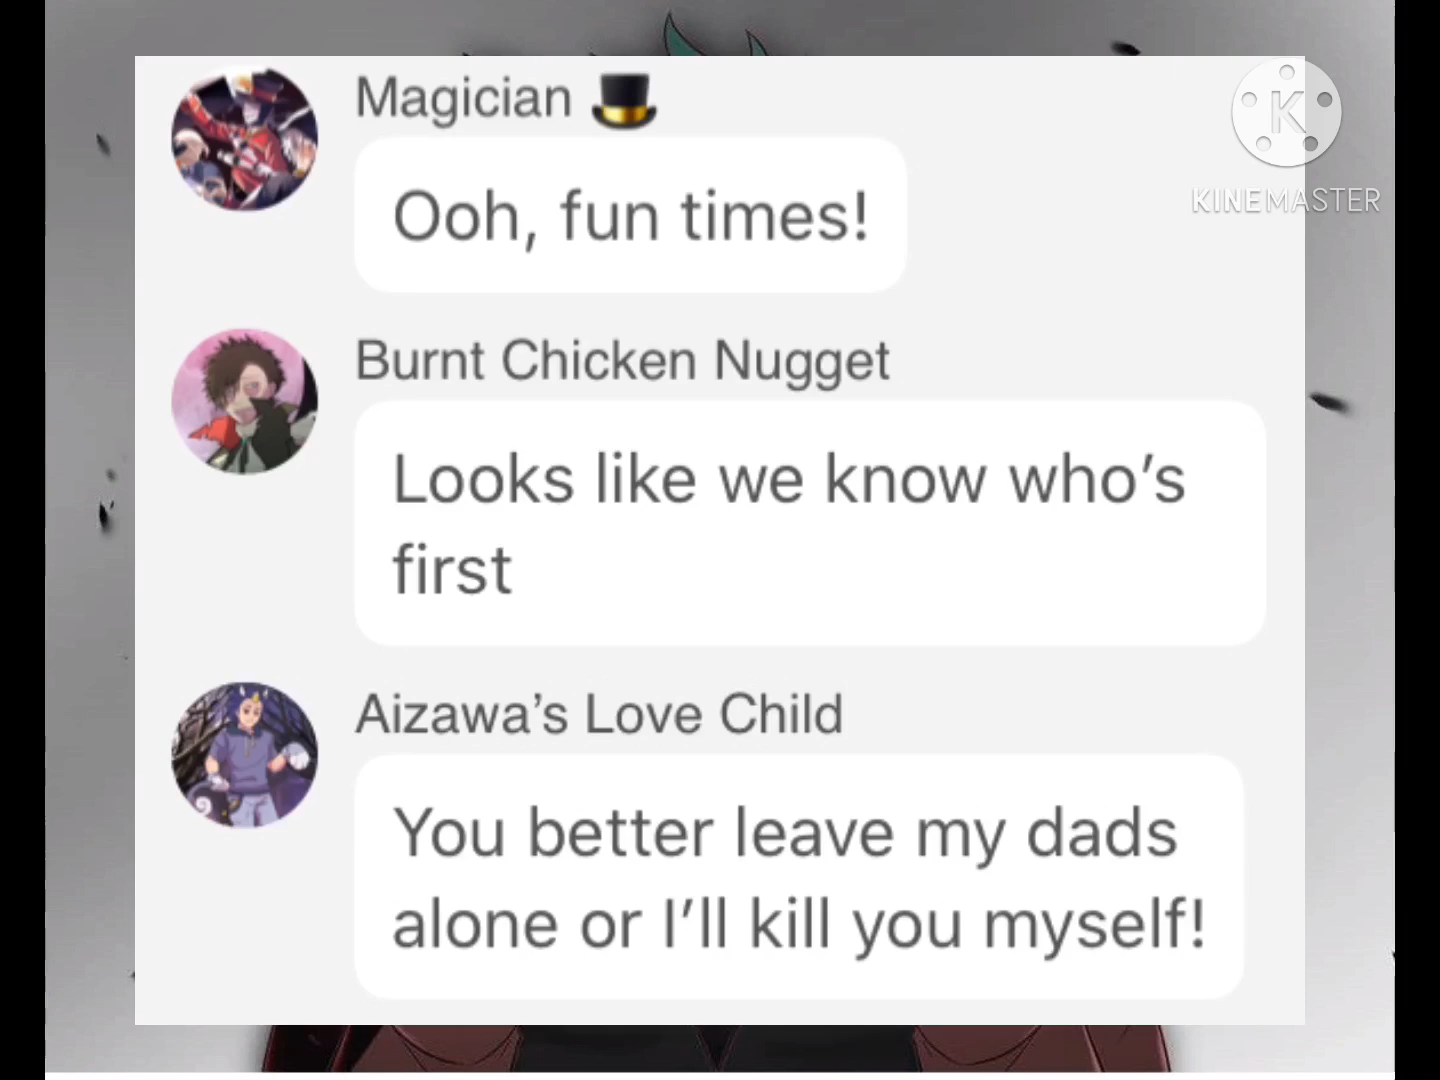 Magician 🎩
Ooh, fun times!
K
KINEMASTER
Burnt Chicken Nugget
Looks like we know who’s
first
Aizawa’s Love Child
You better leave my dads
alone or I’ll kill you myself!